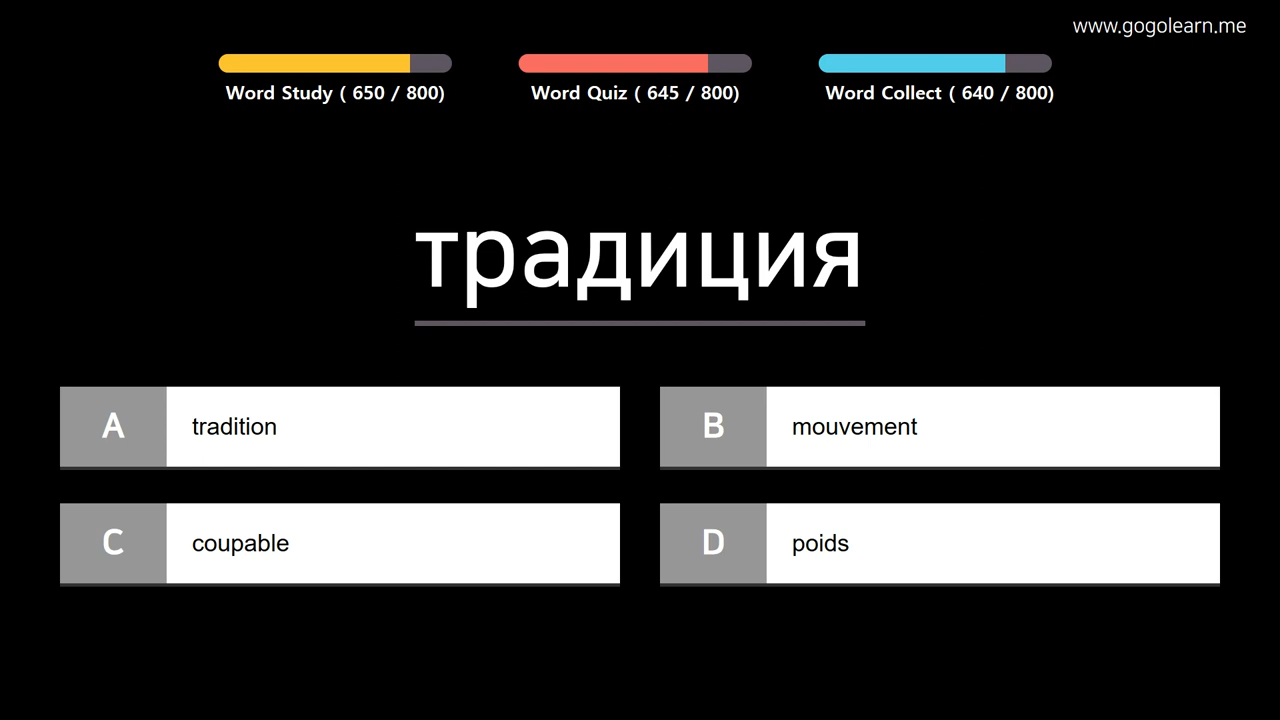 www.gogolearn.me
Word Study ( 650 / 800)
Word Quiz ( 645 / 800)
Word Collect ( 640 / 800)
традиция
A tradition
B mouvement
C coupable
D poids